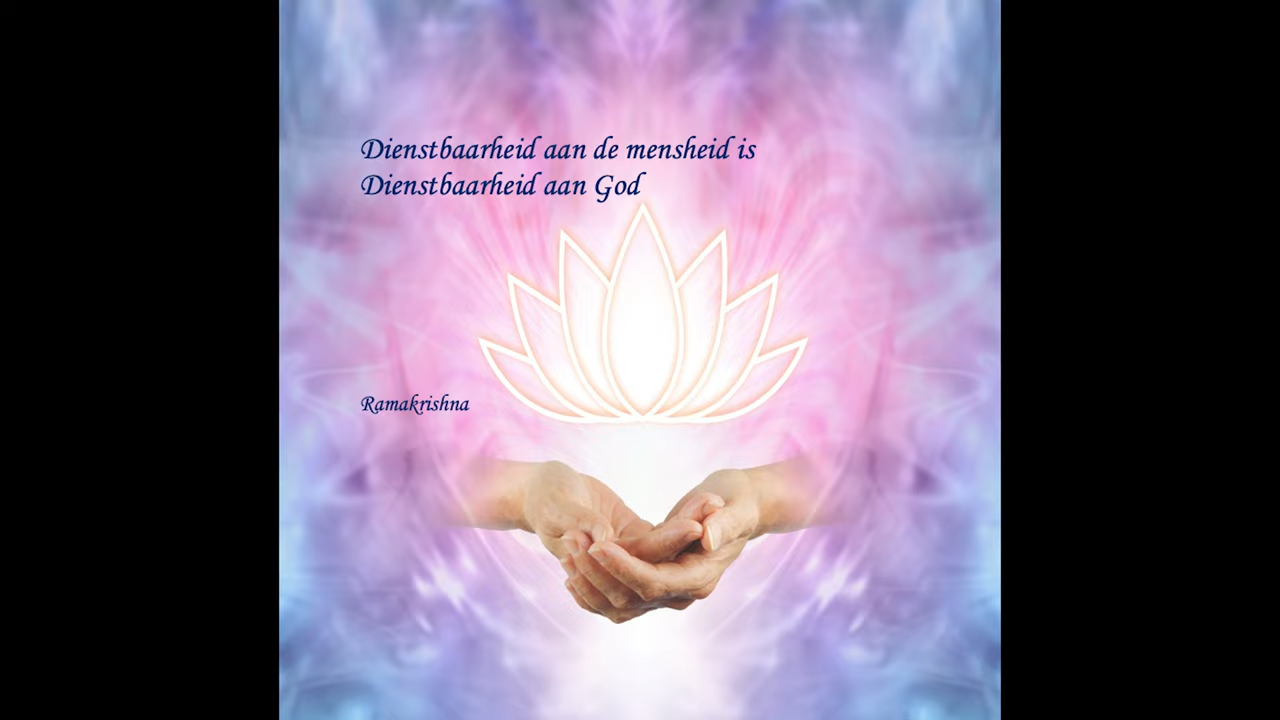 Dienstbaarheid aan de mensheid is
Dienstbaarheid aan God
Ramakrishna